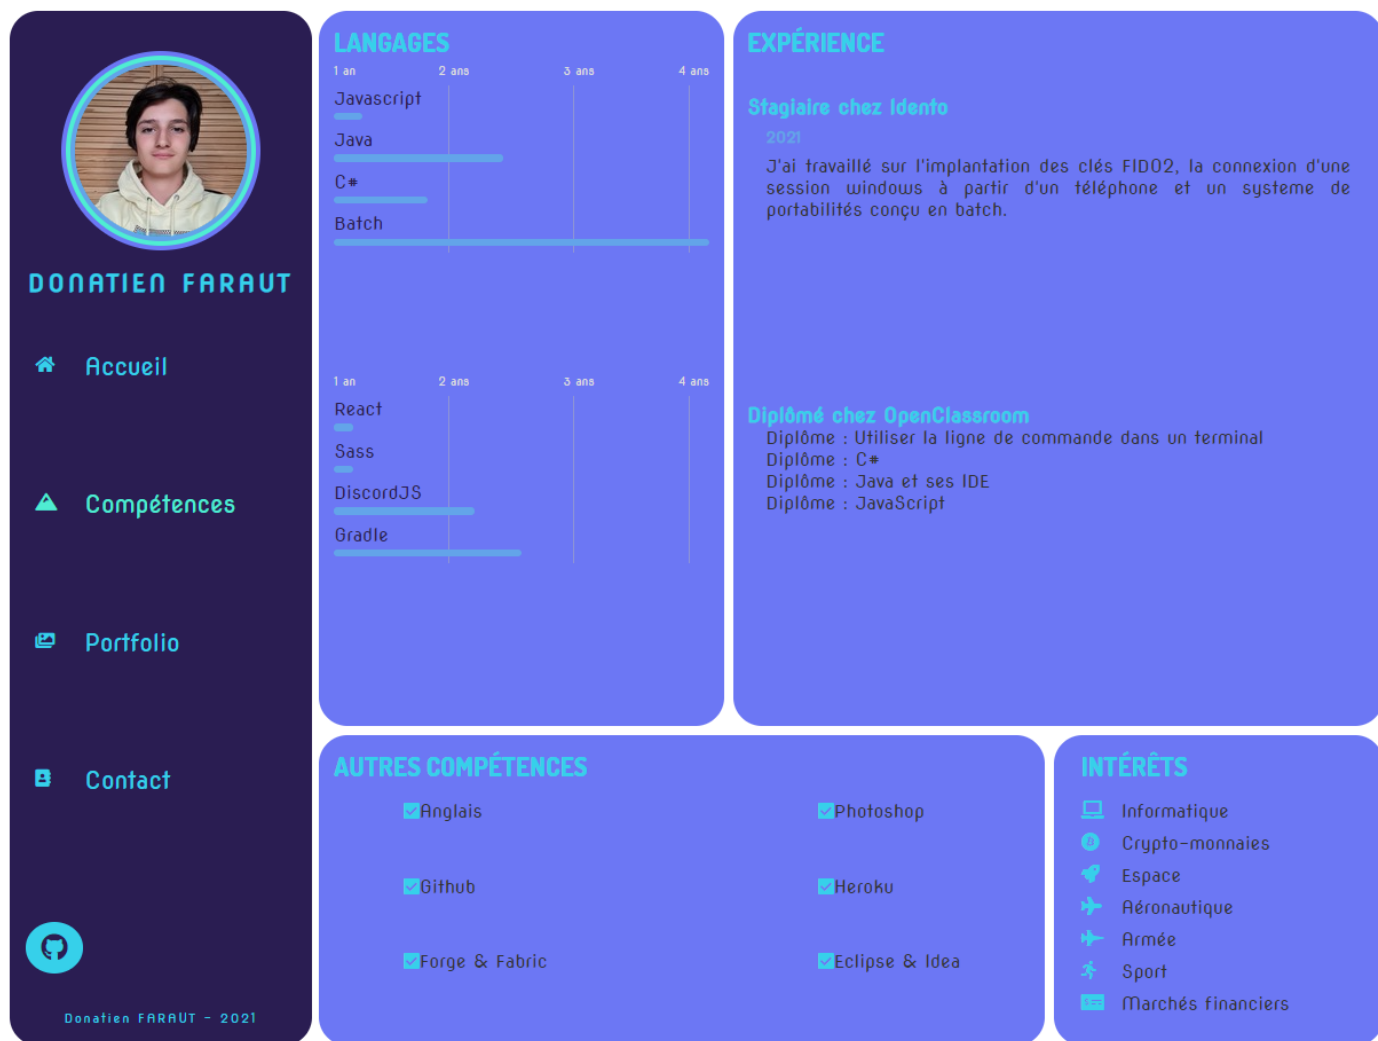 DONATIEN FARAUT
Accueil
Compétences
Portfolio
Contact
Donatien FARAUT - 2021
LANGAGES
1 an 2 ans 3 ans 4 ans
Javascript
Java
C#
Batch
1 an 2 ans 3 ans 4 ans
React
Sass
DiscordJS
Gradle
EXPÉRIENCE
Stagiaire chez Idento
2021
J'ai travaillé sur l'implantation des clés FIDO2, la connexion d'une
session windows à partir d'un téléphone et un systeme de
portabilités conçu en batch.
Diplômé chez OpenClassroom
Diplôme : Utiliser la ligne de commande dans un terminal
Diplôme : C#
Diplôme : Java et ses IDE
Diplôme : JavaScript
AUTRES COMPÉTENCES
Anglais
Photoshop
Github
Heroku
Forge & Fabric
Eclipse & Idea
INTÉRÊTS
Informatique
Crypto-monnaies
Espace
Aéronautique
Armée
Sport
Marchés financiers